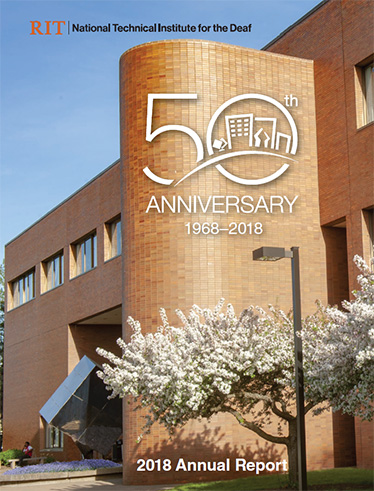 RIT | National Technical Institute for the Deaf
50th
ANNIVERSARY
1968–2018
2018 Annual Report